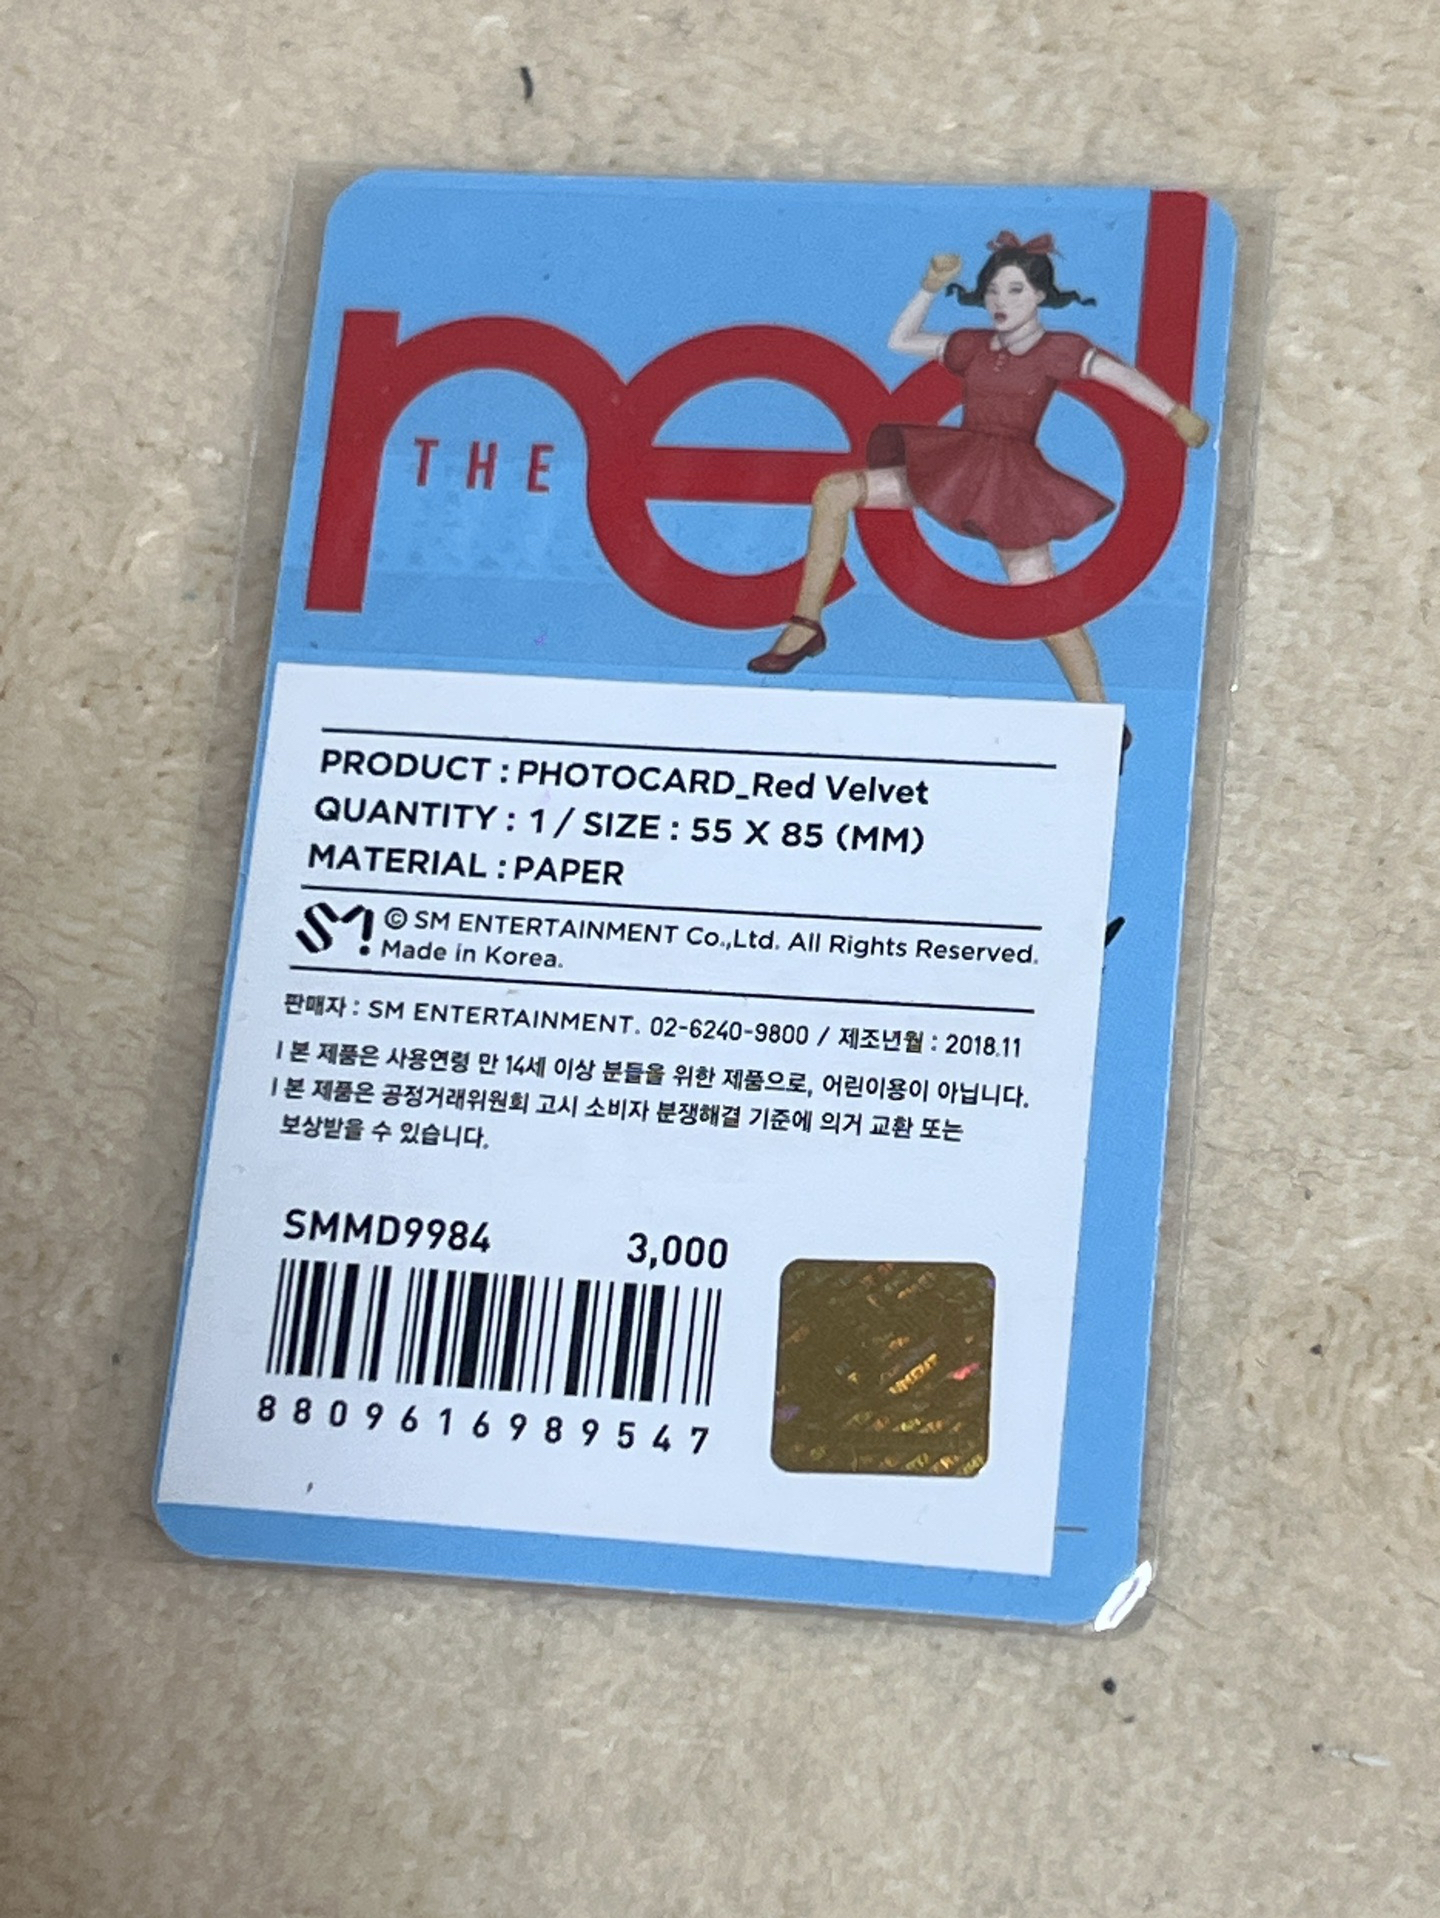 THE
red
PRODUCT : PHOTOCARD_Red Velvet
QUANTITY : 1 / SIZE : 55 X 85 (MM)
MATERIAL : PAPER
SM © SM ENTERTAINMENT Co.,Ltd. All Rights Reserved.
Made in Korea.
판매자 : SM ENTERTAINMENT. 02-6240-9800 / 제조년월 : 2018.11
I 본 제품은 사용연령 만 14세 이상 분들을 위한 제품으로, 어린이용이 아닙니다.
I 본 제품은 공정거래위원회 고시 소비자 분쟁해결 기준에 의거 교환 또는
보상받을 수 있습니다.
SMMD9984 3,000
8809616989547